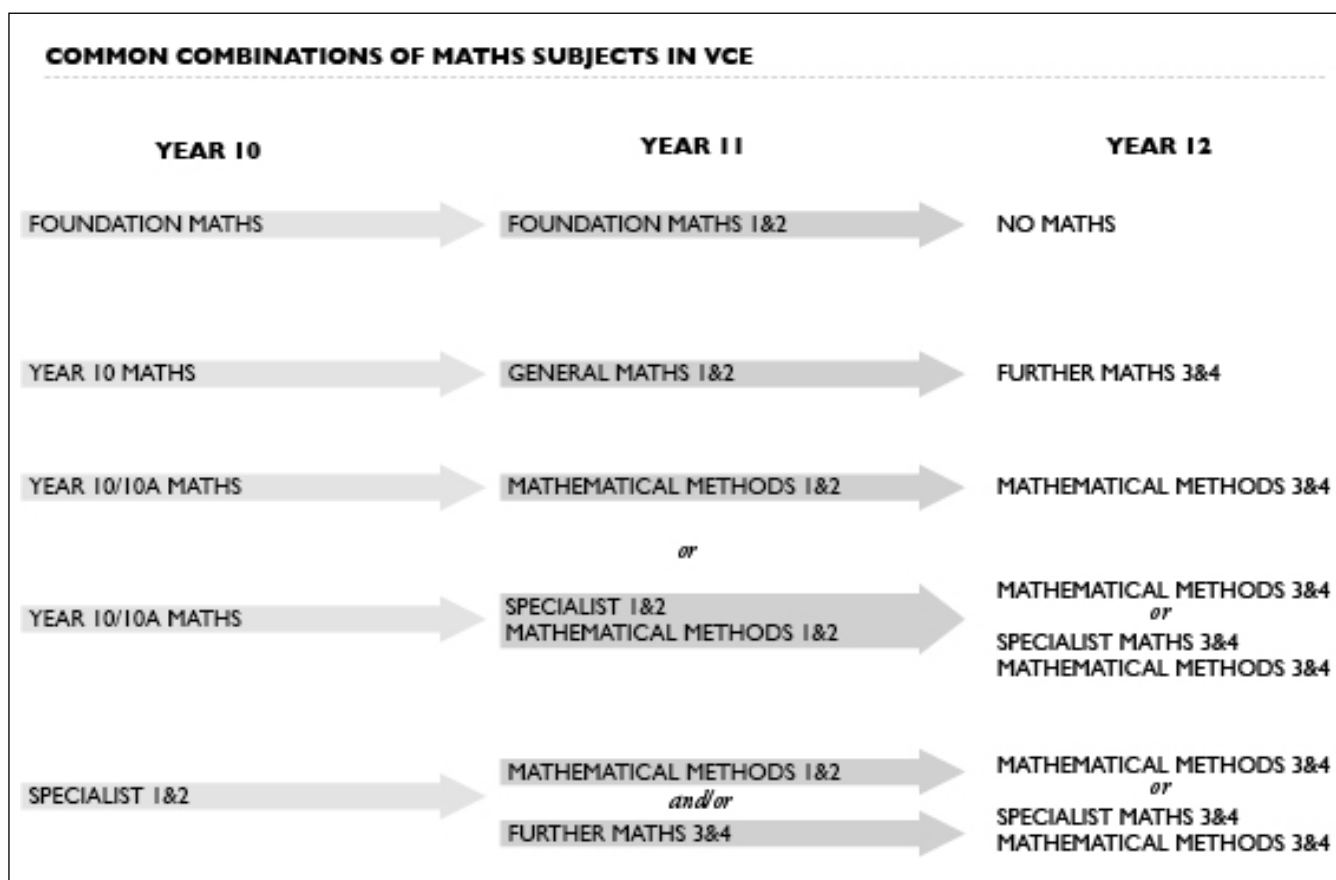 COMMON COMBINATIONS OF MATHS SUBJECTS IN VCE
YEAR 10
YEAR 11
YEAR 12
FOUNDATION MATHS
FOUNDATION MATHS 1&2
NO MATHS
YEAR 10 MATHS
GENERAL MATHS 1&2
FURTHER MATHS 3&4
YEAR 10/10A MATHS
MATHEMATICAL METHODS 1&2
MATHEMATICAL METHODS 3&4
or
YEAR 10/10A MATHS
SPECIALIST 1&2
MATHEMATICAL METHODS 1&2
MATHEMATICAL METHODS 3&4
or
SPECIALIST MATHS 3&4
MATHEMATICAL METHODS 3&4
SPECIALIST 1&2
MATHEMATICAL METHODS 1&2
and/or
FURTHER MATHS 3&4
MATHEMATICAL METHODS 3&4
or
SPECIALIST MATHS 3&4
MATHEMATICAL METHODS 3&4